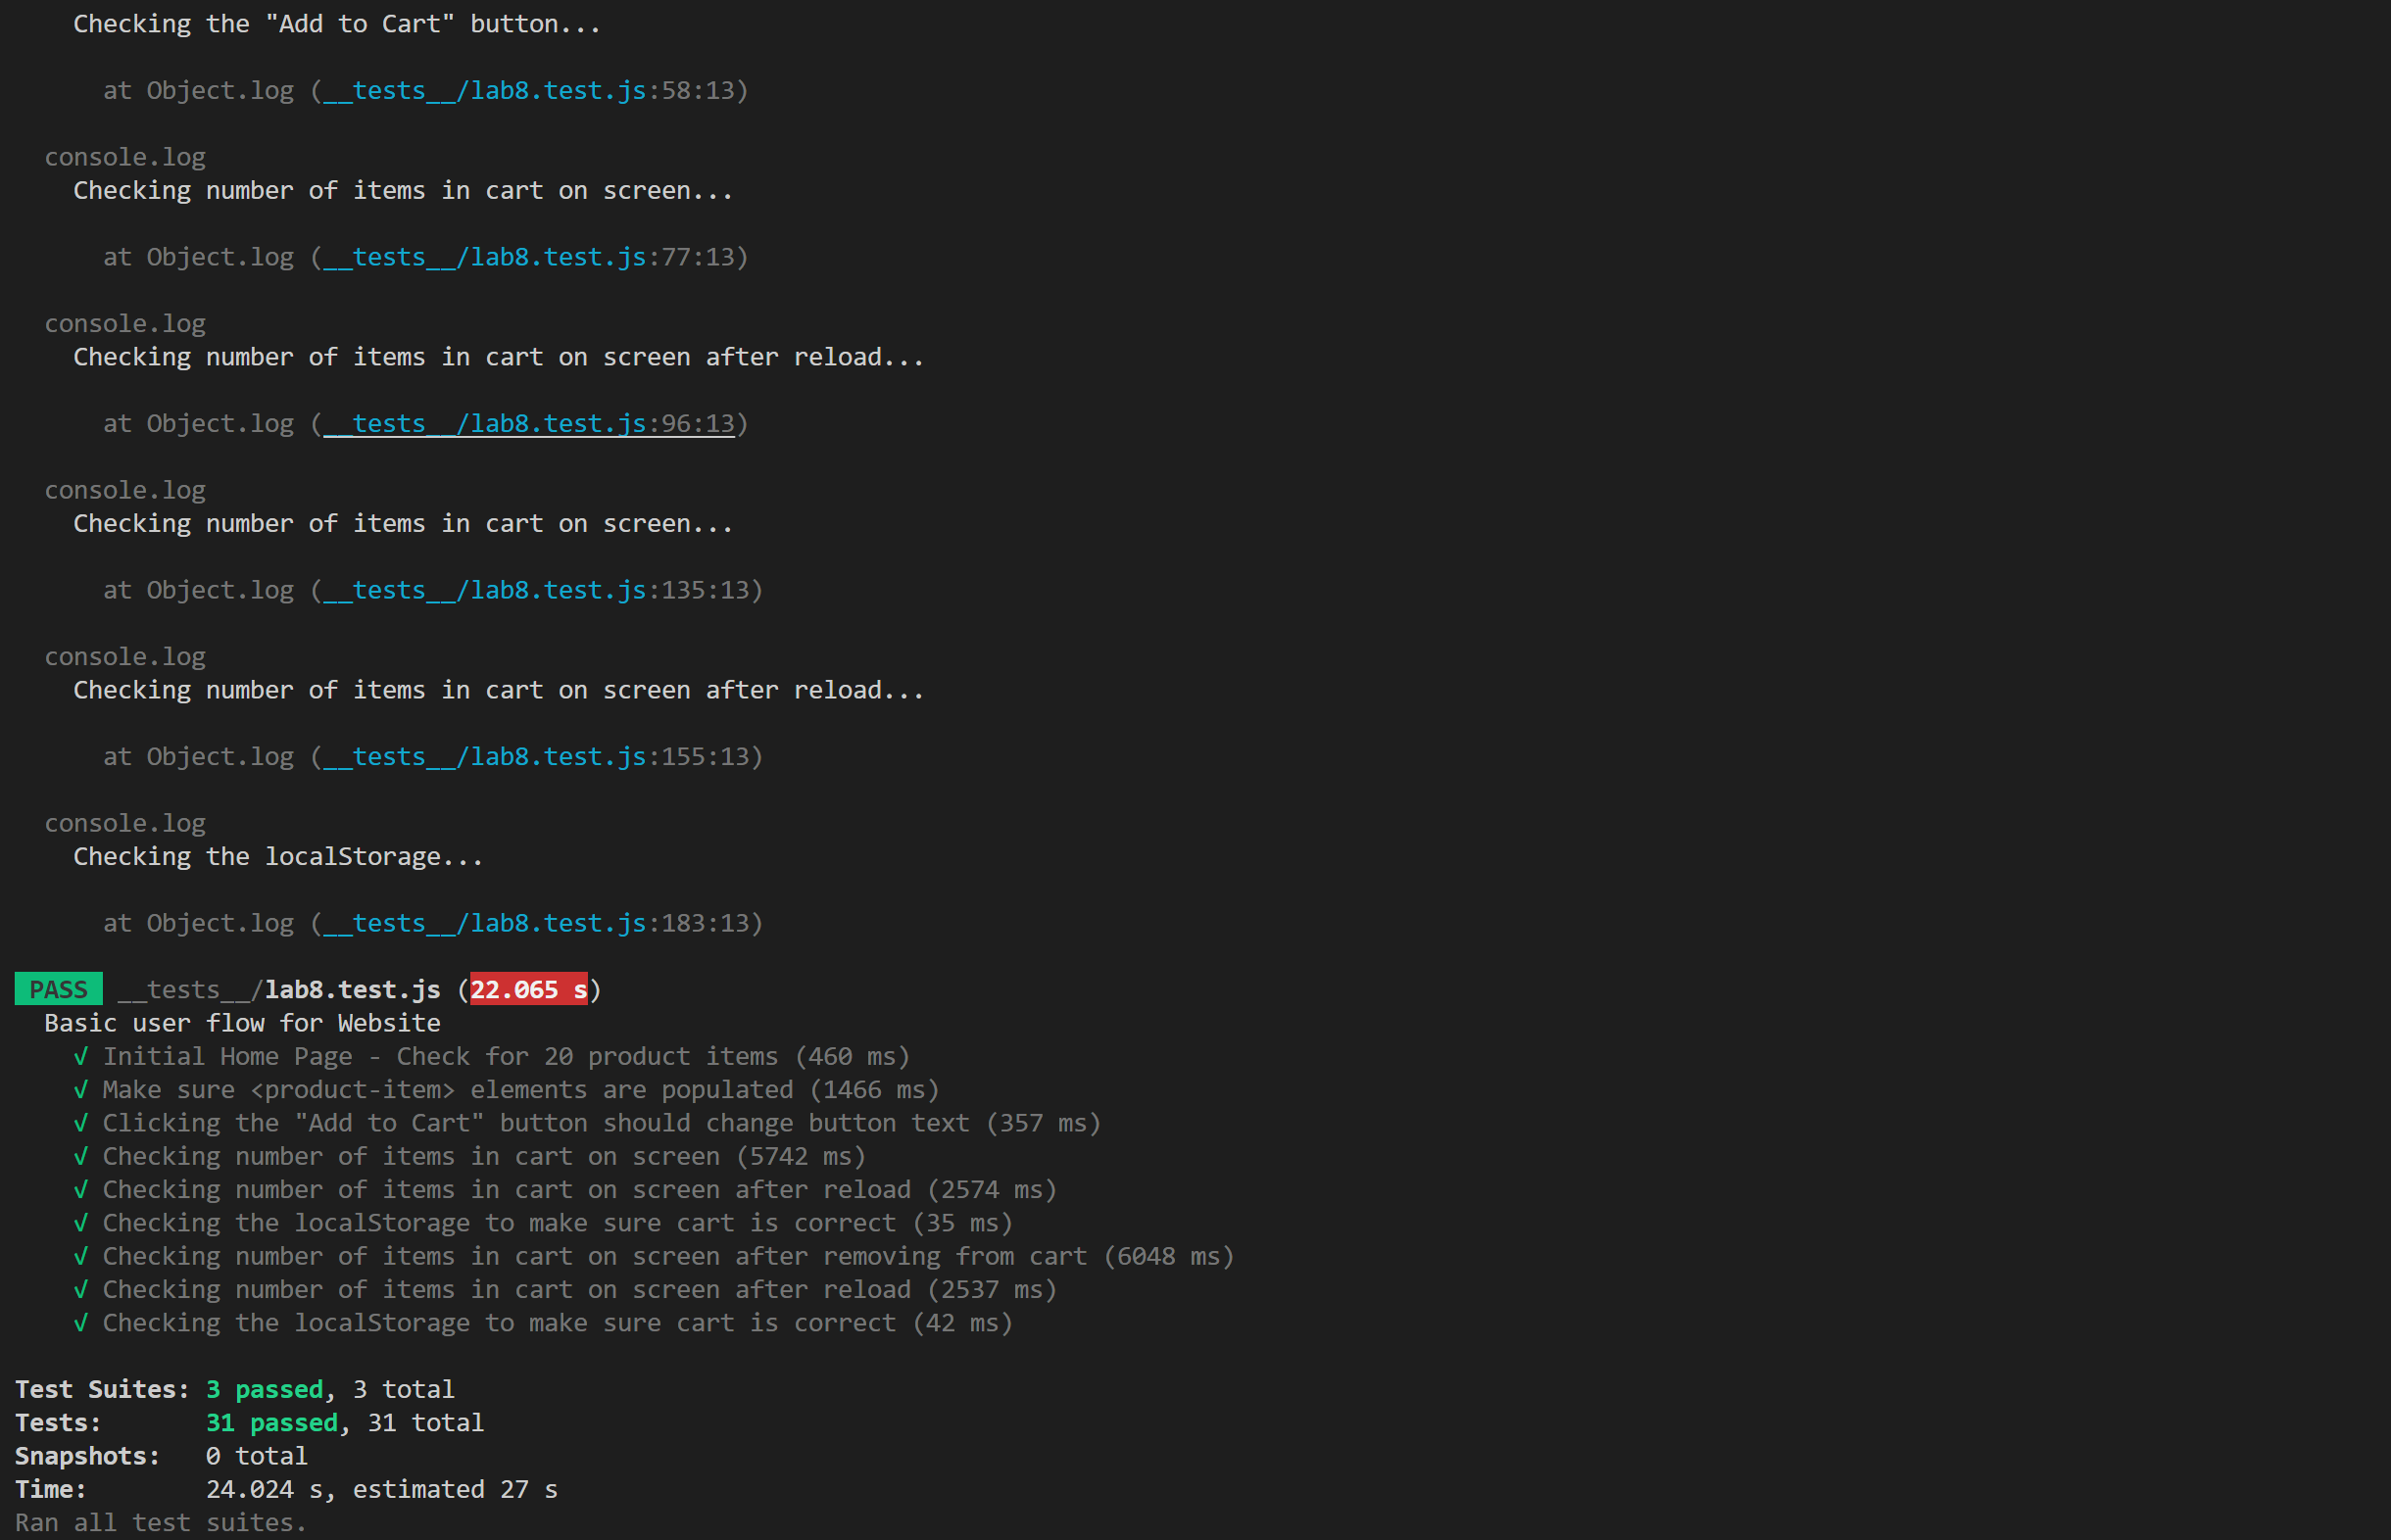 Checking the "Add to Cart" button...
at Object.log (__tests__/lab8.test.js:58:13)
console.log
Checking number of items in cart on screen...
at Object.log (__tests__/lab8.test.js:77:13)
console.log
Checking number of items in cart on screen after reload...
at Object.log (__tests__/lab8.test.js:96:13)
console.log
Checking number of items in cart on screen...
at Object.log (__tests__/lab8.test.js:135:13)
console.log
Checking number of items in cart on screen after reload...
at Object.log (__tests__/lab8.test.js:155:13)
console.log
Checking the localStorage...
at Object.log (__tests__/lab8.test.js:183:13)
PASS __tests__/lab8.test.js (22.065 s)
Basic user flow for Website
√ Initial Home Page - Check for 20 product items (460 ms)
√ Make sure <product-item> elements are populated (1466 ms)
√ Clicking the "Add to Cart" button should change button text (357 ms)
√ Checking number of items in cart on screen (5742 ms)
√ Checking number of items in cart on screen after reload (2574 ms)
√ Checking the localStorage to make sure cart is correct (35 ms)
√ Checking number of items in cart on screen after removing from cart (6048 ms)
√ Checking number of items in cart on screen after reload (2537 ms)
√ Checking the localStorage to make sure cart is correct (42 ms)
Test Suites: 3 passed, 3 total
Tests: 31 passed, 31 total
Snapshots: 0 total
Time: 24.024 s, estimated 27 s
Ran all test suites.